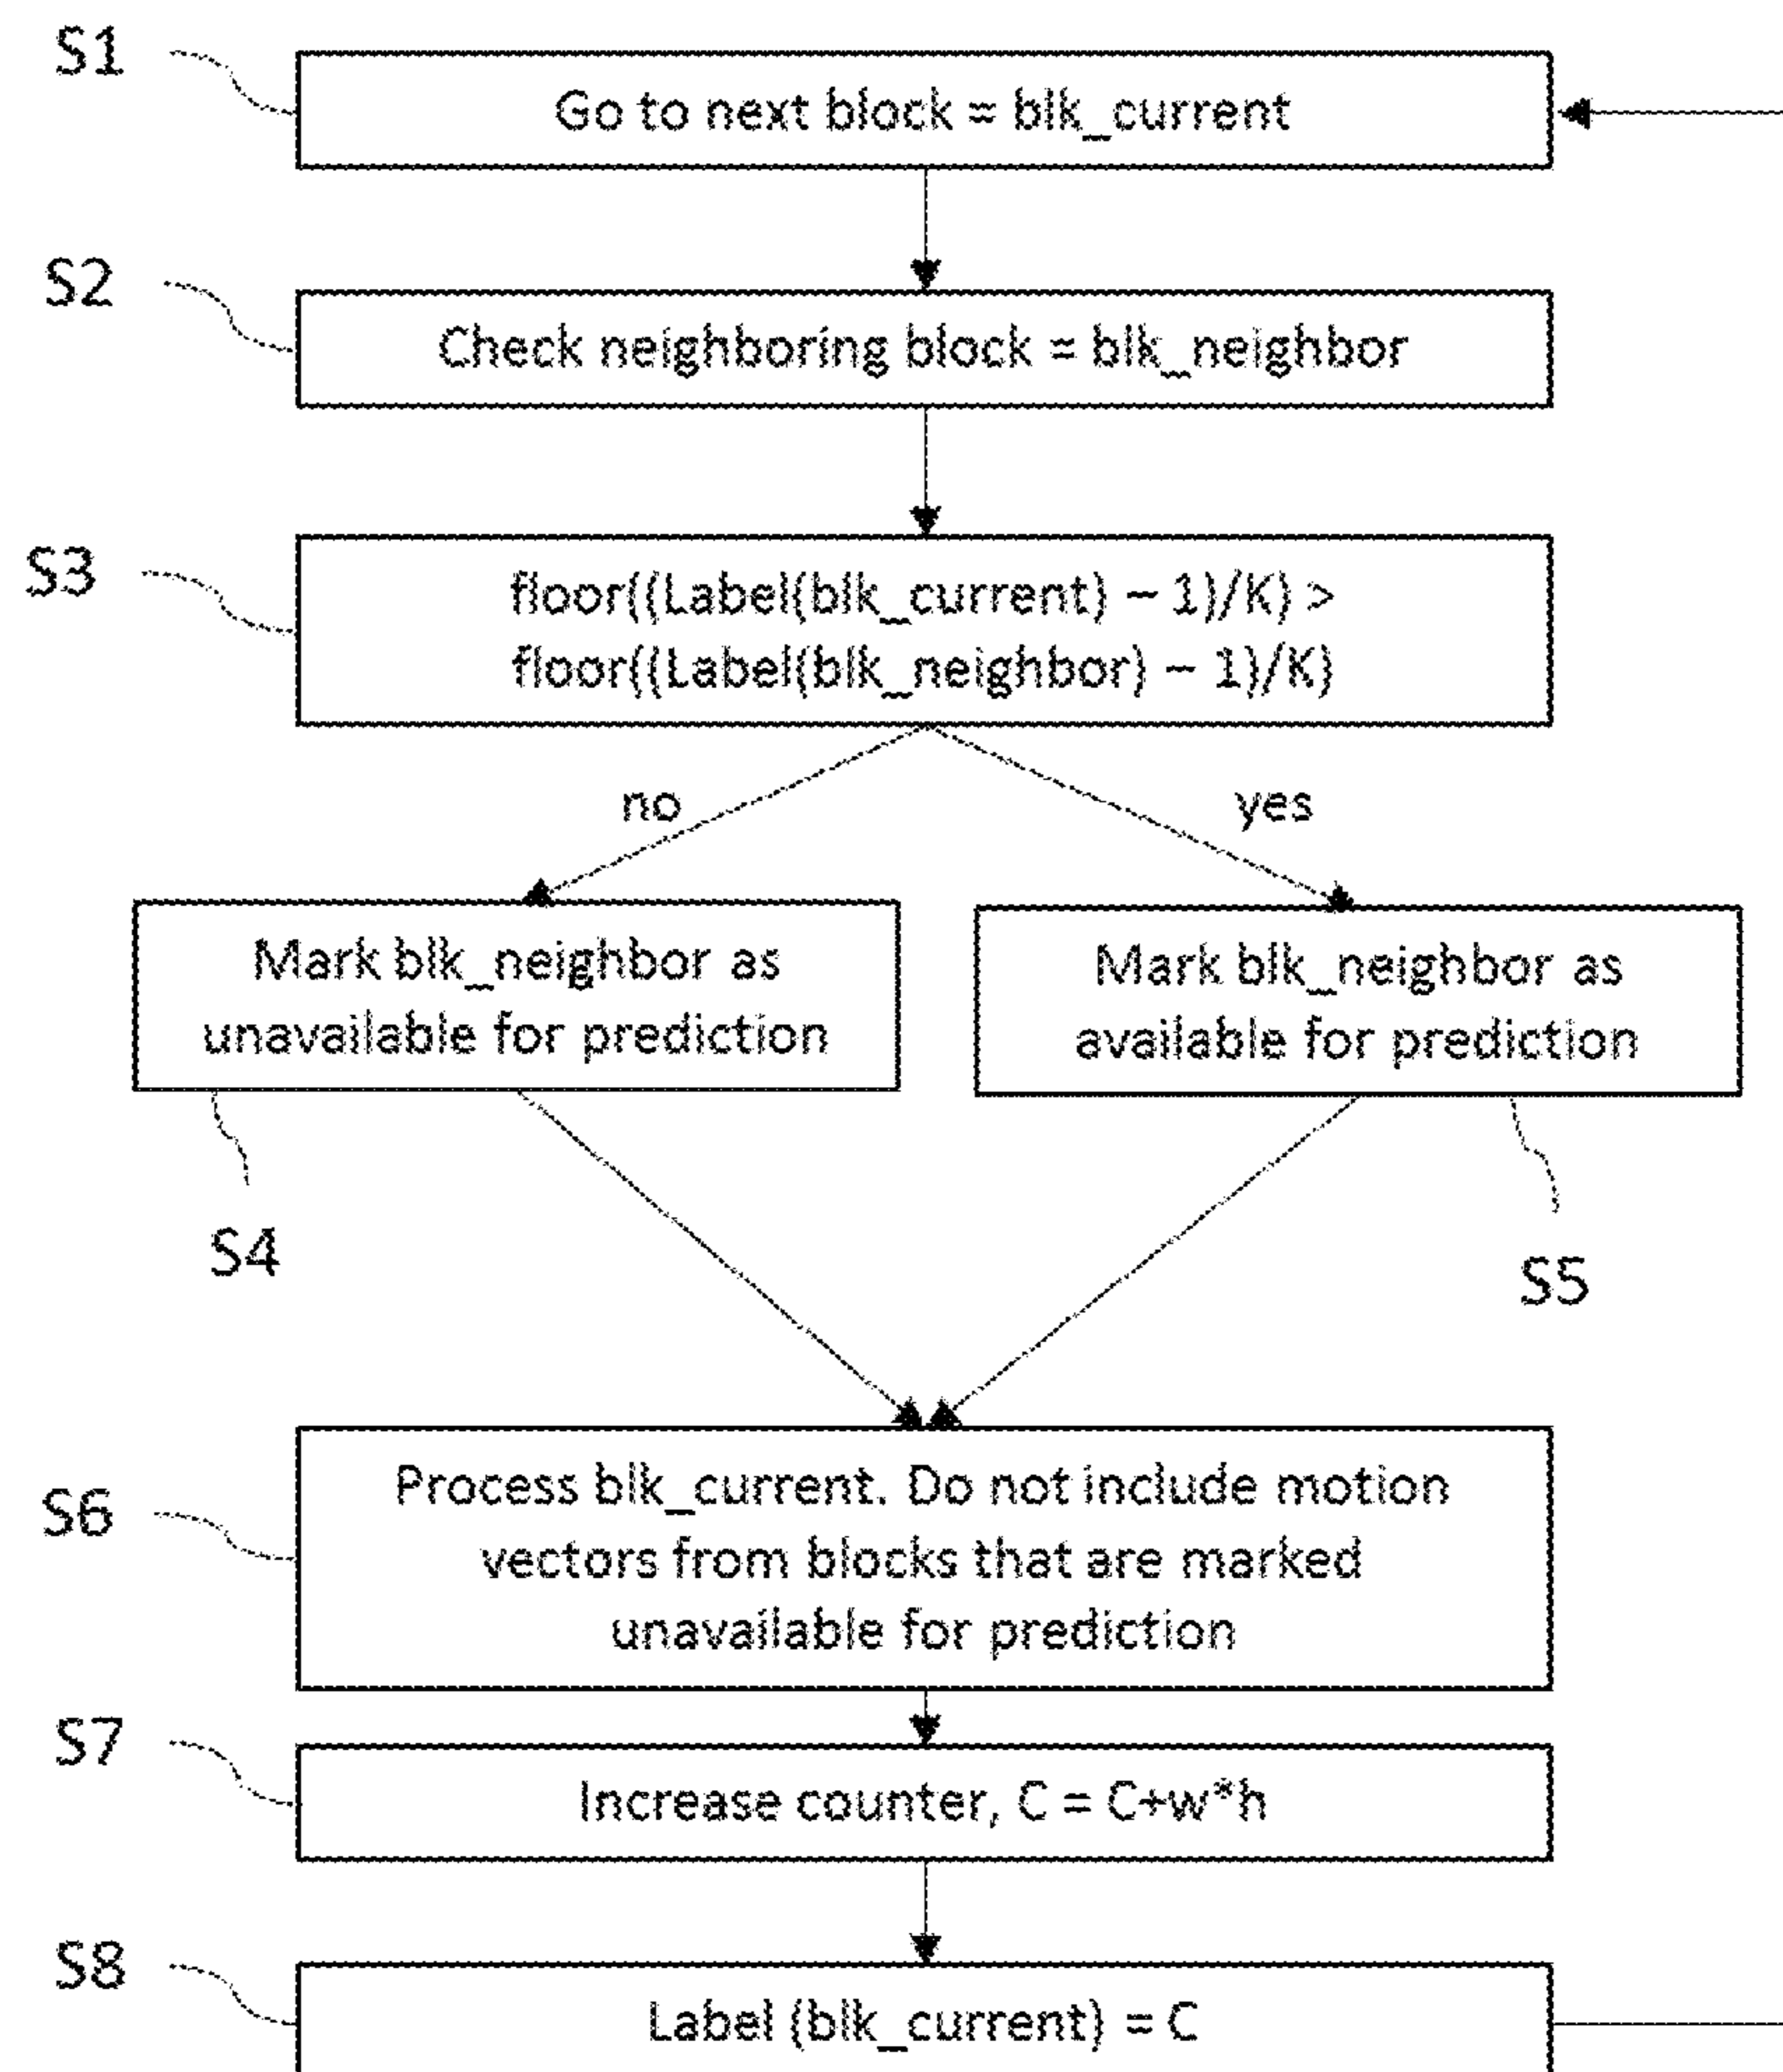 S1
Go to next block = blk_current
S2
Check neighboring block = blk_neighbor
S3
floor((Label(blk_current) – 1)/K) >
floor((Label(blk_neighbor) – 1)/K)
no
yes
Mark blk_neighbor as
unavailable for prediction
Mark blk_neighbor as
available for prediction
S4
S5
S6
Process blk_current. Do not include motion
vectors from blocks that are marked
unavailable for prediction
S7
Increase counter, C = C+w*h
S8
Label (blk_current) = C